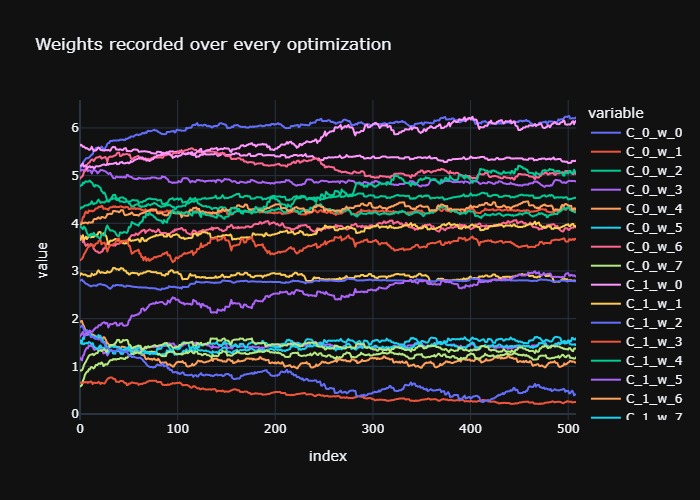 Weights recorded over every optimization
variable
C_0_w_0
C_0_w_1
C_0_w_2
C_0_w_3
C_0_w_4
C_0_w_5
C_0_w_6
C_0_w_7
C_1_w_0
C_1_w_1
C_1_w_2
C_1_w_3
C_1_w_4
C_1_w_5
C_1_w_6
C_1_w_7
value
6
5
4
3
2
1
0
0 100 200 300 400 500
index